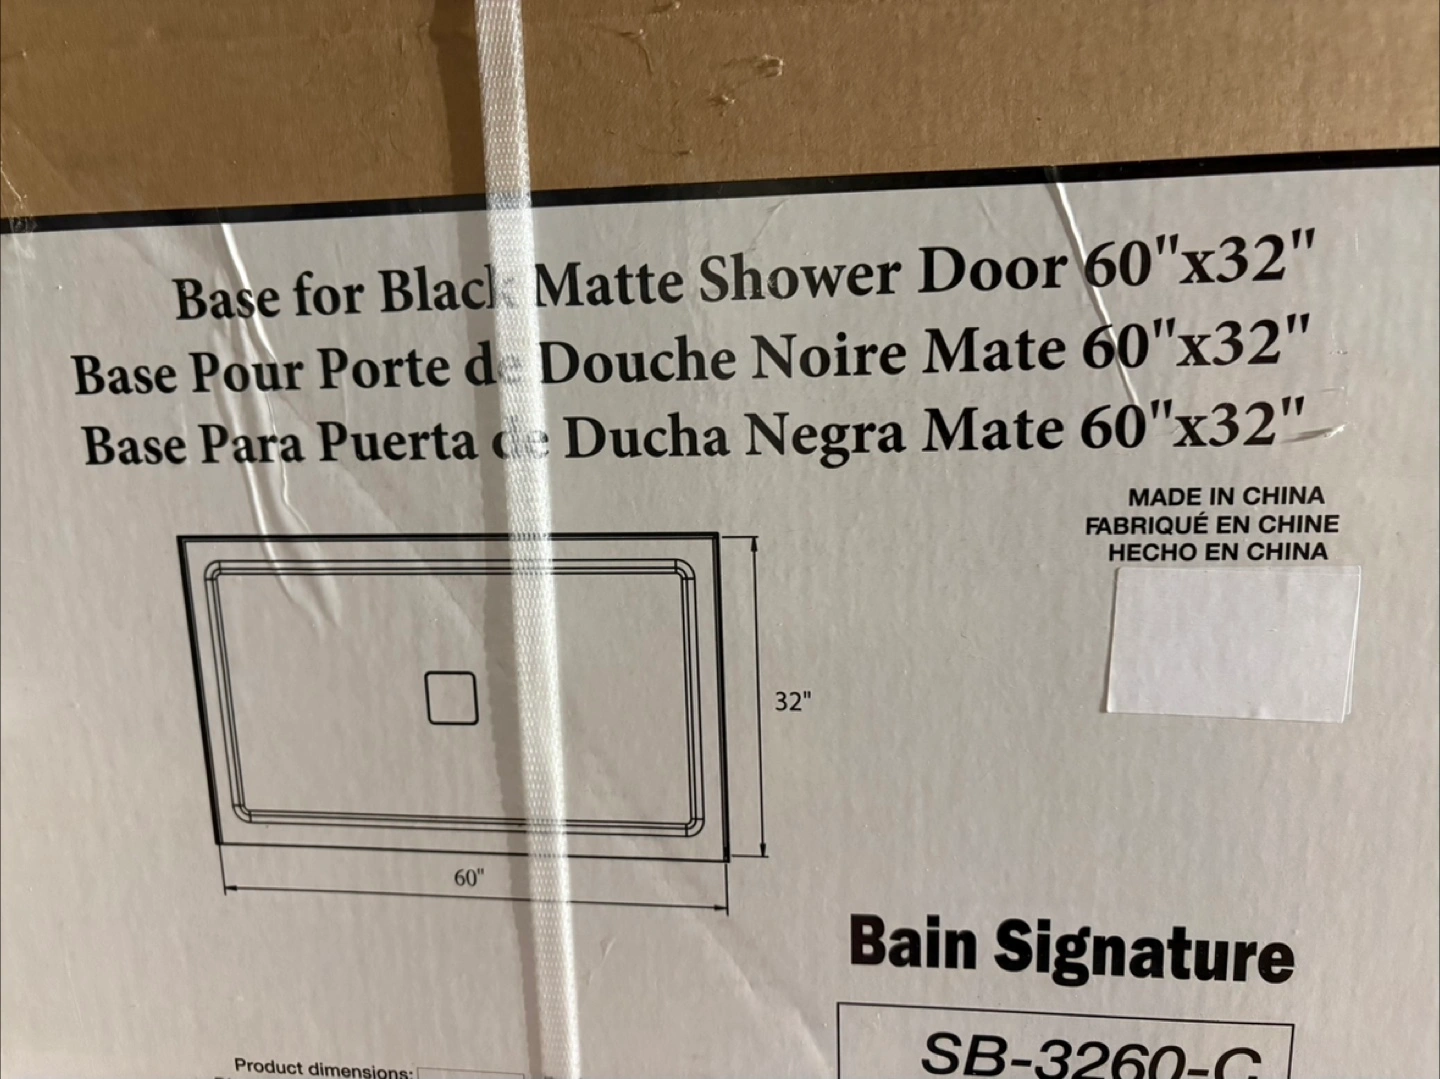 Base for Black Matte Shower Door 60"x32"
Base Pour Porte de Douche Noire Mate 60"x32"
Base Para Puerta de Ducha Negra Mate 60"x32"
MADE IN CHINA
FABRIQUÉ EN CHINE
HECHO EN CHINA
32"
60"
Bain Signature
SB-3260-C
Product dimensions: